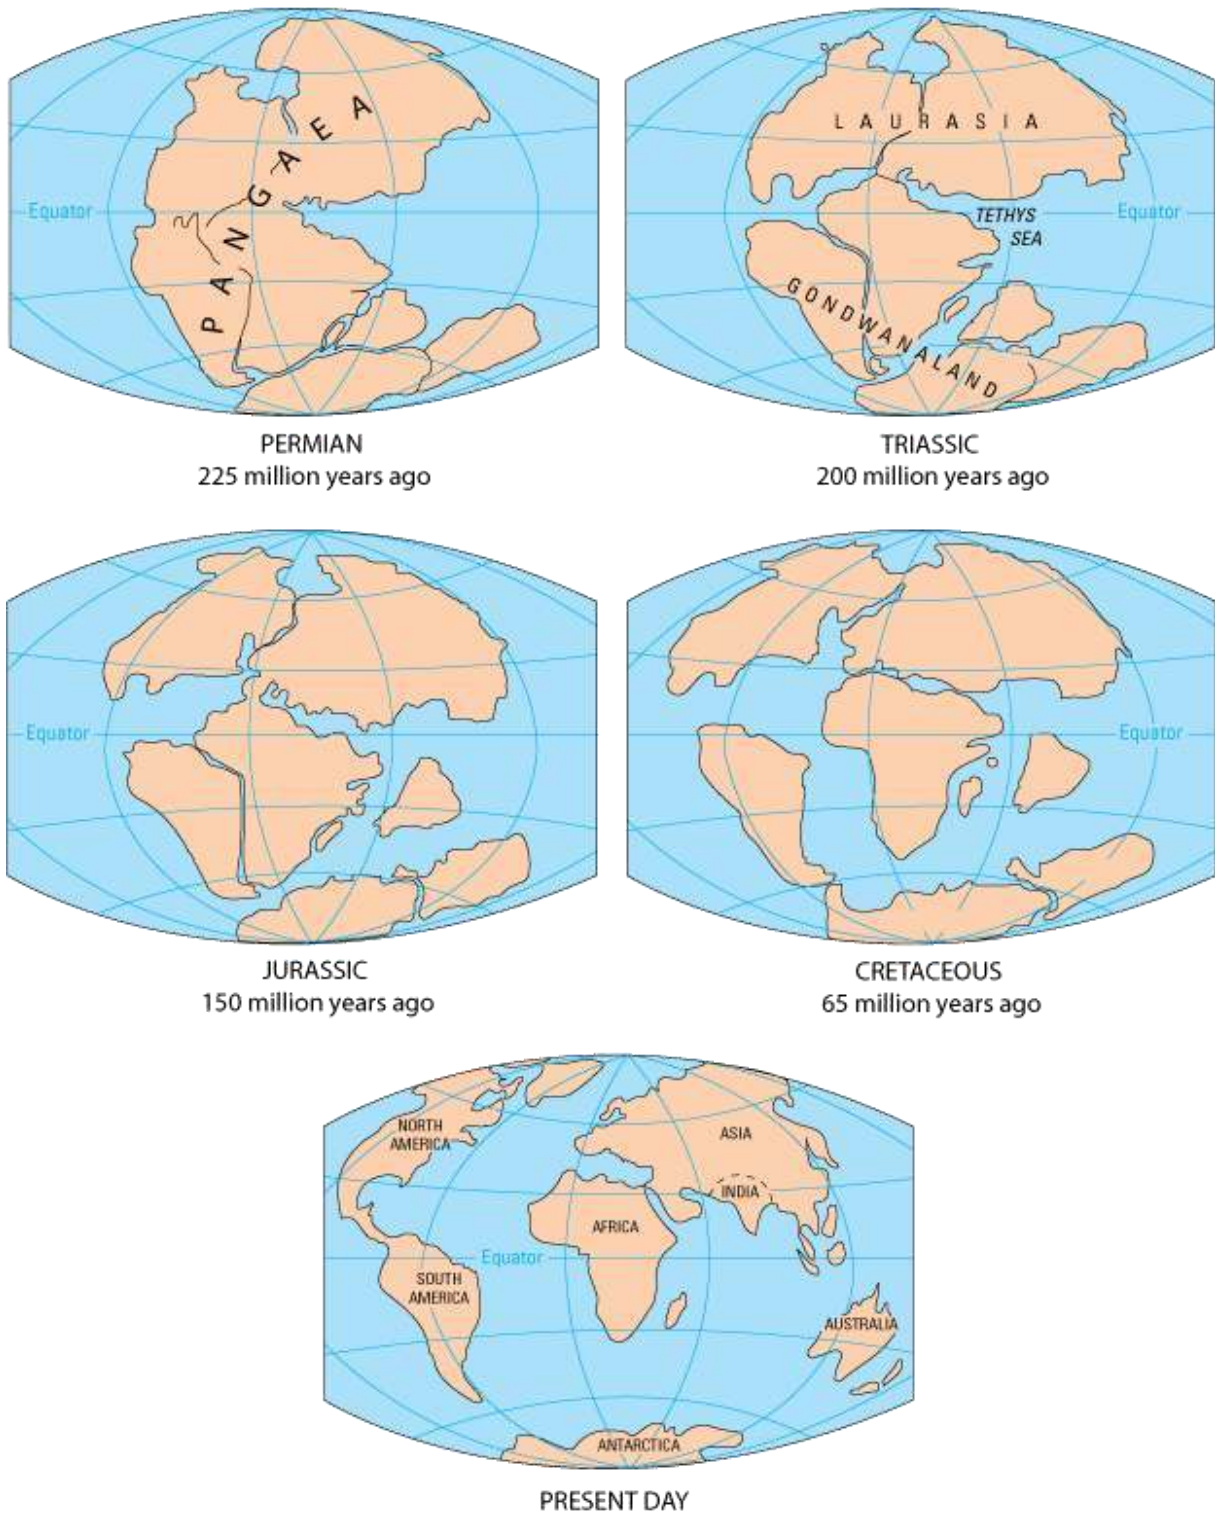 PANGAEA
Equator
PERMIAN
225 million years ago
LAURASIA
TETHYS
SEA
Equator
GONDWANALAND
TRIASSIC
200 million years ago
Equator
JURASSIC
150 million years ago
Equator
CRETACEOUS
65 million years ago
NORTH
AMERICA
ASIA
INDIA
AFRICA
Equator
SOUTH
AMERICA
AUSTRALIA
ANTARCTICA
PRESENT DAY